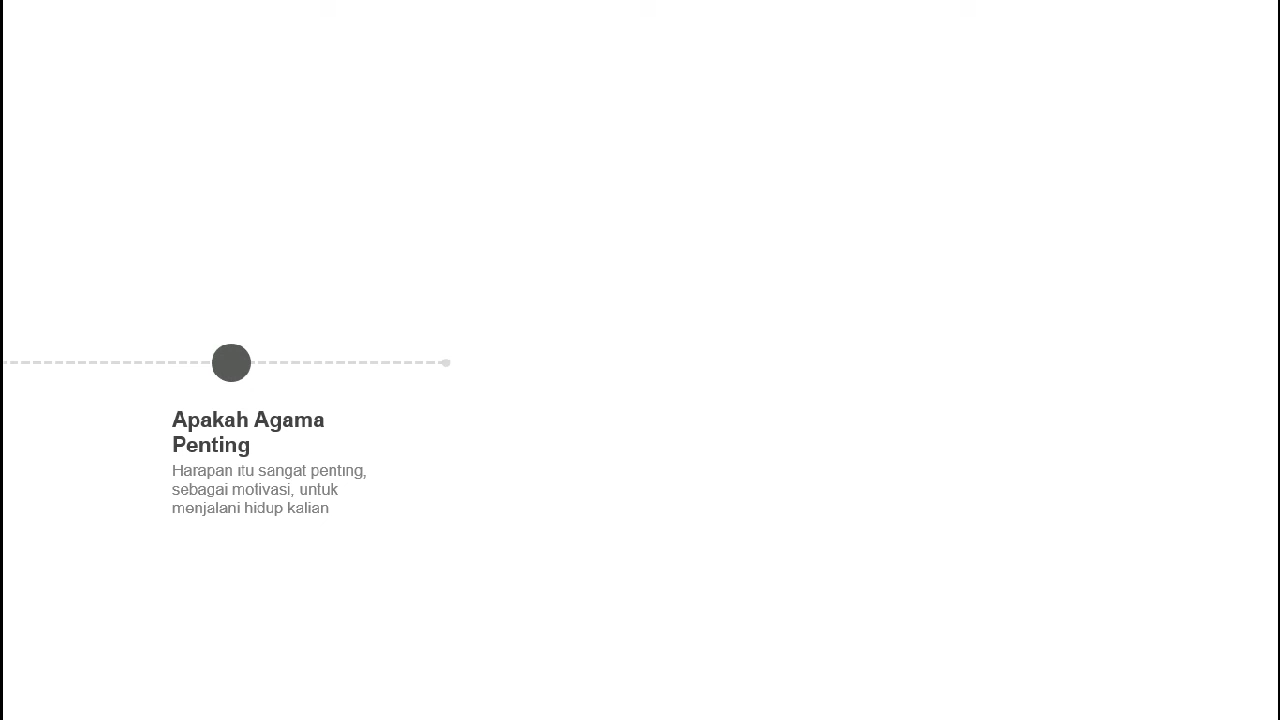 Apakah Agama
Penting
Harapan itu sangat penting,
sebagai motivasi, untuk
menjalani hidup kalian